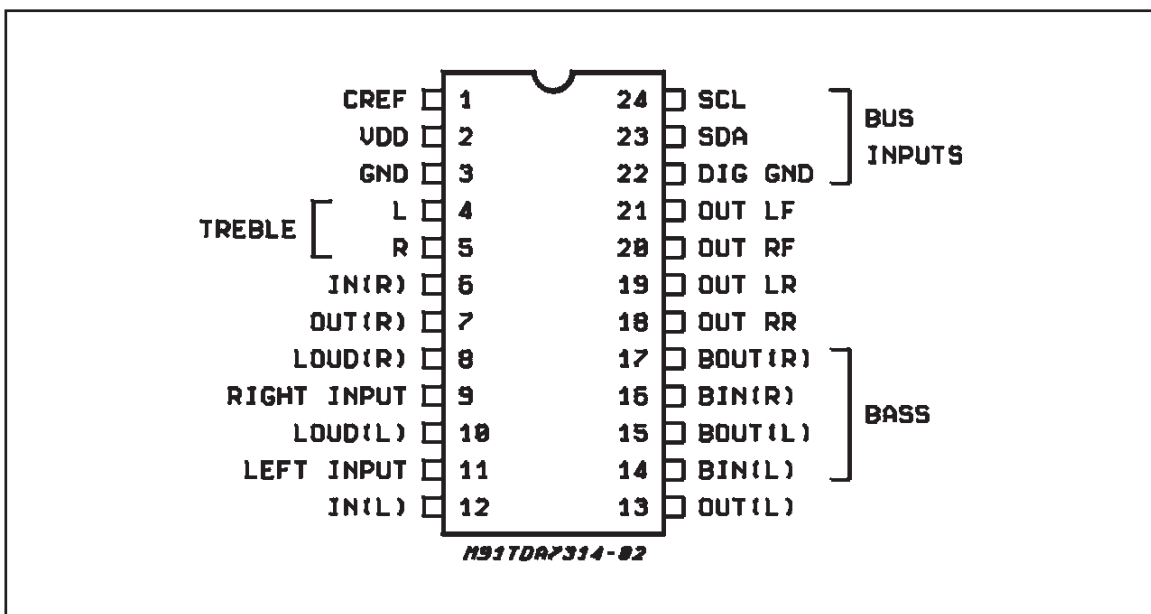 CREF 1 24 SCL
VDD 2 23 SDA
GND 3 22 DIG GND
BUS
INPUTS
L 4 21 OUT LF
TREBLE
R 5 20 OUT RF
IN(R) 6 19 OUT LR
OUT(R) 7 18 OUT RR
LOUD(R) 8 17 BOUT(R)
RIGHT INPUT 9 16 BIN(R)
BASS
LOUD(L) 10 15 BOUT(L)
LEFT INPUT 11 14 BIN(L)
IN(L) 12 13 OUT(L)
M91TDA7314-02